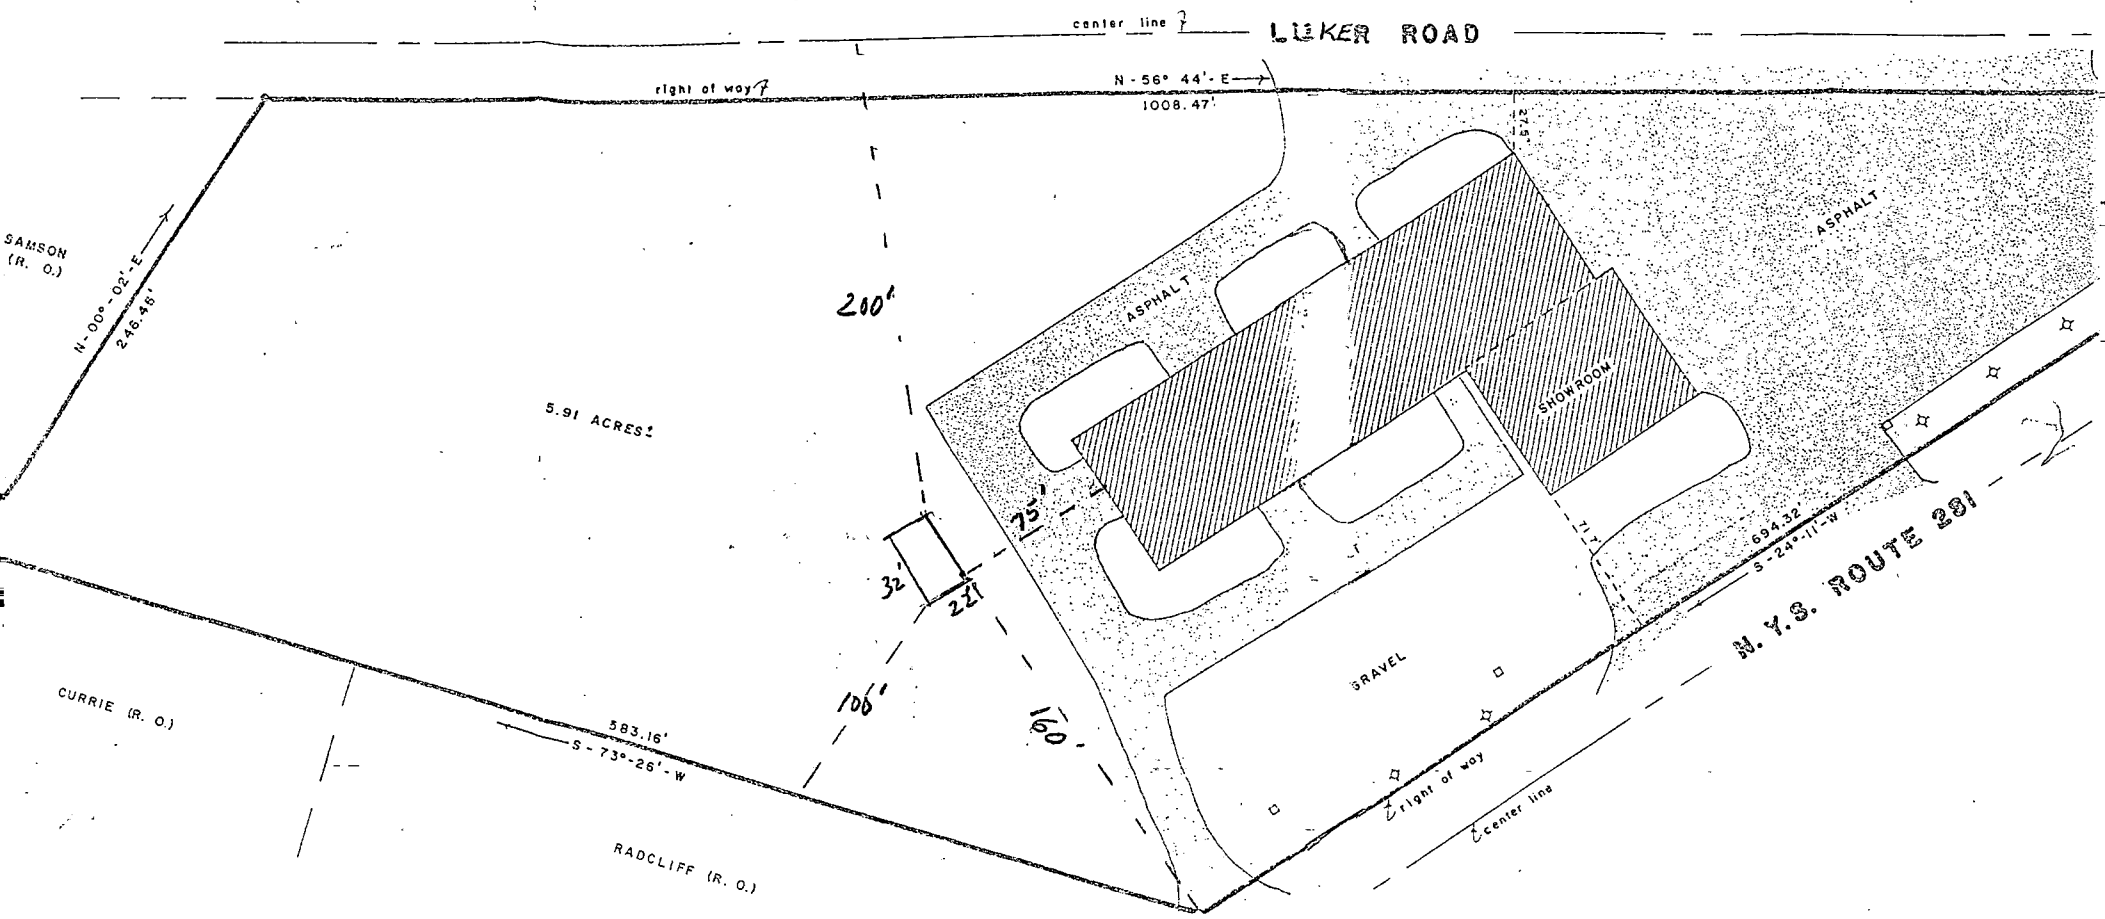 center line
LUKER ROAD
right of way
N-56° 44'-E
1008.47'
27.5'
SAMSON
(R. O.)
N-00°-02'-E
246.46'
200'
ASPHALT
ASPHALT
5.91 ACRES±
SHOWROOM
75'
32'
22'
694.32'
S-24°-11'-W
N.Y.S. ROUTE 281
GRAVEL
160'
CURRIE (R. O.)
583.16'
S-73°-26'-W
right of way
center line
RADCLIFF (R. O.)